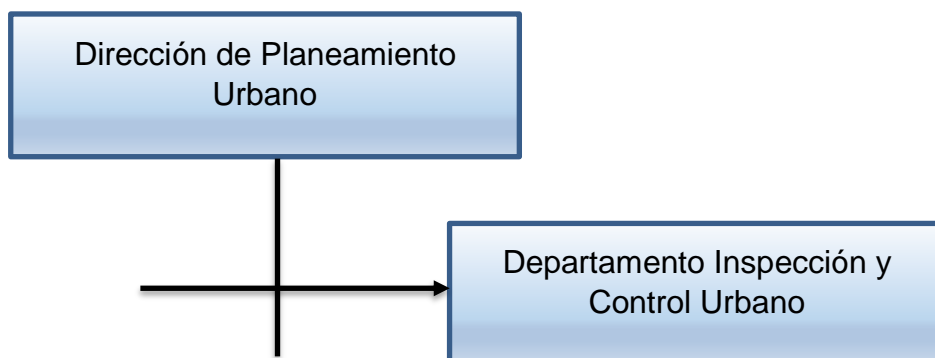 Dirección de Planeamiento
Urbano
Departamento Inspección y
Control Urbano